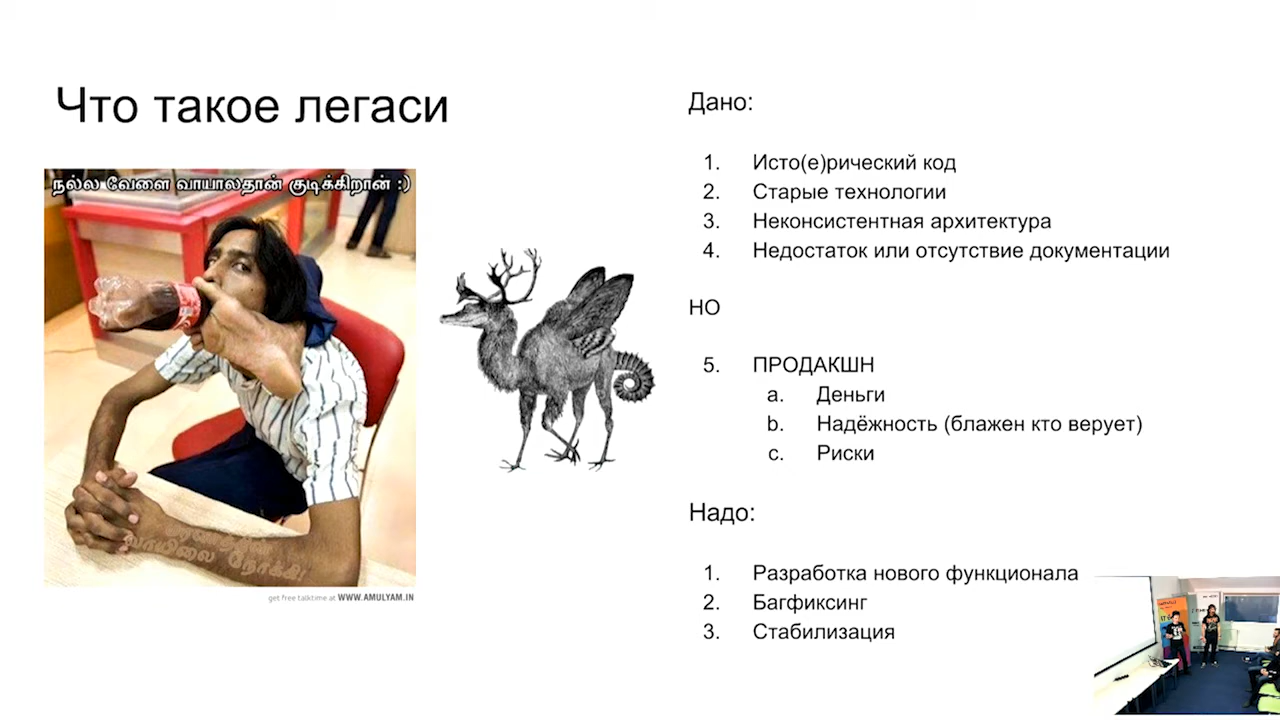 Что такое легаси
நல்ல வேளை வாயாலதான் குடிக்கிறான் :)
get free talktime at WWW.AMULYAM.IN
Дано:
1. Исто(е)рический код
2. Старые технологии
3. Неконсистентная архитектура
4. Недостаток или отсутствие документации
НО
5. ПРОДАКШН
a. Деньги
b. Надёжность (блажен кто верует)
c. Риски
Надо:
1. Разработка нового функционала
2. Багфиксинг
3. Стабилизация